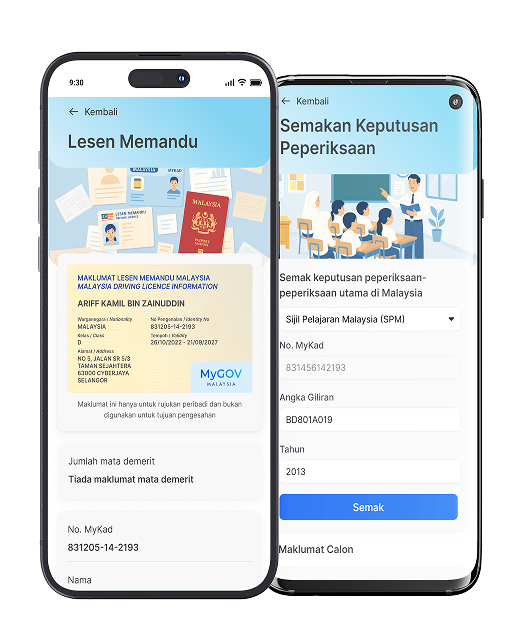 9:30
Kembali
Lesen Memandu
MALAYSIA
MYKAD
LESEN MEMANDU
MALAYSIA
MAKLUMAT LESEN MEMANDU MALAYSIA
MALAYSIA DRIVING LICENCE INFORMATION
ARIFF KAMIL BIN ZAINUDDIN
Warganegara / Nationality
No Pengenalan / Identity No
MALAYSIA
831205-14-2193
Kelas / Class
Tempoh / Validity
D
26/10/2022 - 21/09/2027
Alamat / Address
NO 5, JALAN SR 5/3
TAMAN SEJAHTERA
63000 CYBERJAYA
SELANGOR
MyGOV
MALAYSIA
Maklumat ini hanya untuk rujukan peribadi dan bukan
digunakan untuk tujuan pengesahan
Jumlah mata demerit
Tiada maklumat mata demerit
No. MyKad
831205-14-2193
Nama
Kembali
Semakan Keputusan
Peperiksaan
Semak keputusan peperiksaan-
peperiksaan utama di Malaysia
Sijil Pelajaran Malaysia (SPM)
No. MyKad
831456142193
Angka Giliran
BD801A019
Tahun
2013
Semak
Maklumat Calon